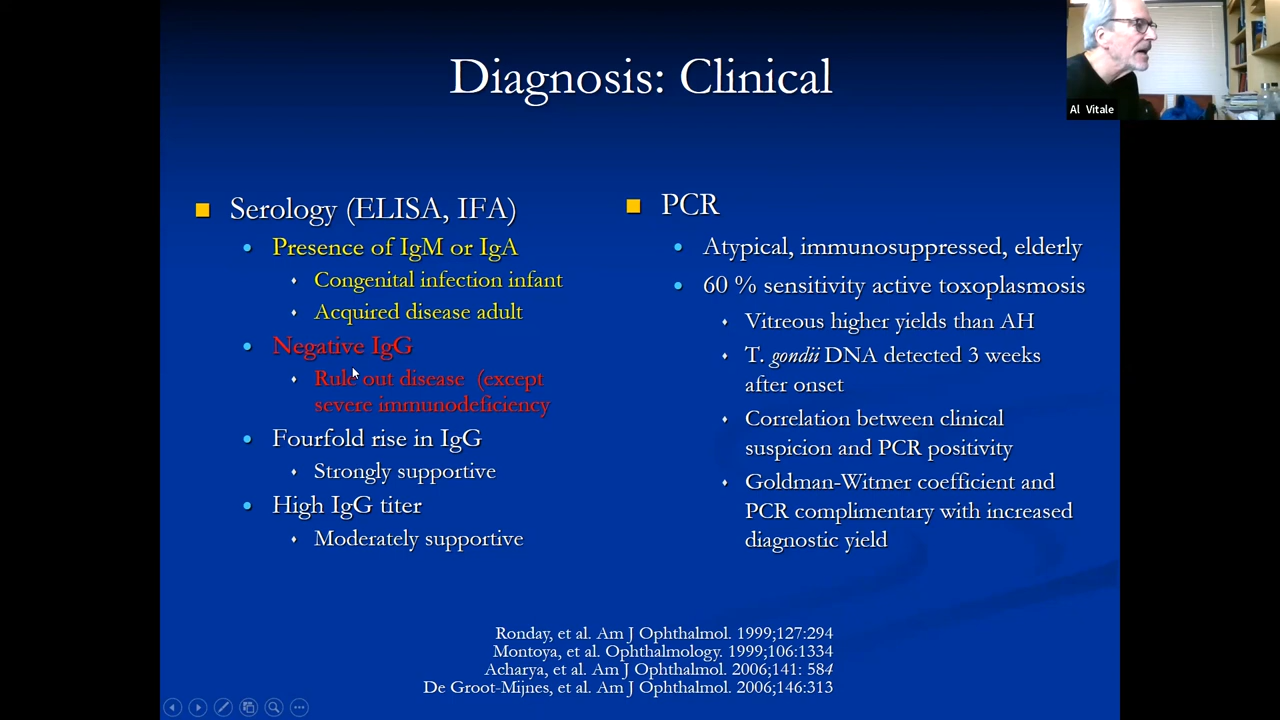 Diagnosis: Clinical
Al Vitale
Serology (ELISA, IFA)
Presence of IgM or IgA
Congenital infection infant
Acquired disease adult
Negative IgG
Rule out disease (except
severe immunodeficiency
Fourfold rise in IgG
Strongly supportive
High IgG titer
Moderately supportive
PCR
Atypical, immunosuppressed, elderly
60 % sensitivity active toxoplasmosis
Vitreous higher yields than AH
T. gondii DNA detected 3 weeks
after onset
Correlation between clinical
suspicion and PCR positivity
Goldman-Witmer coefficient and
PCR complimentary with increased
diagnostic yield
Ronday, et al. Am J Ophthalmol. 1999;127:294
Montoya, et al. Ophthalmology. 1999;106:1334
Acharya, et al. Am J Ophthalmol. 2006;141: 584
De Groot-Mijnes, et al. Am J Ophthalmol. 2006;146:313